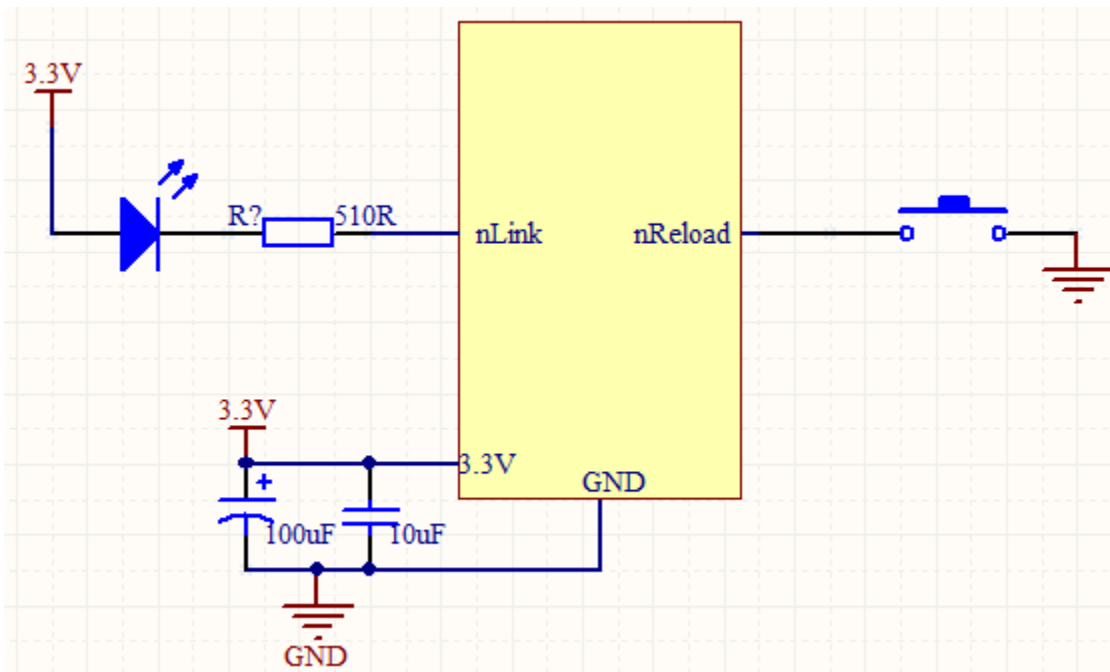 3.3V
R?
510R
nLink
nReload
3.3V
3.3V
GND
+
100uF
10uF
GND